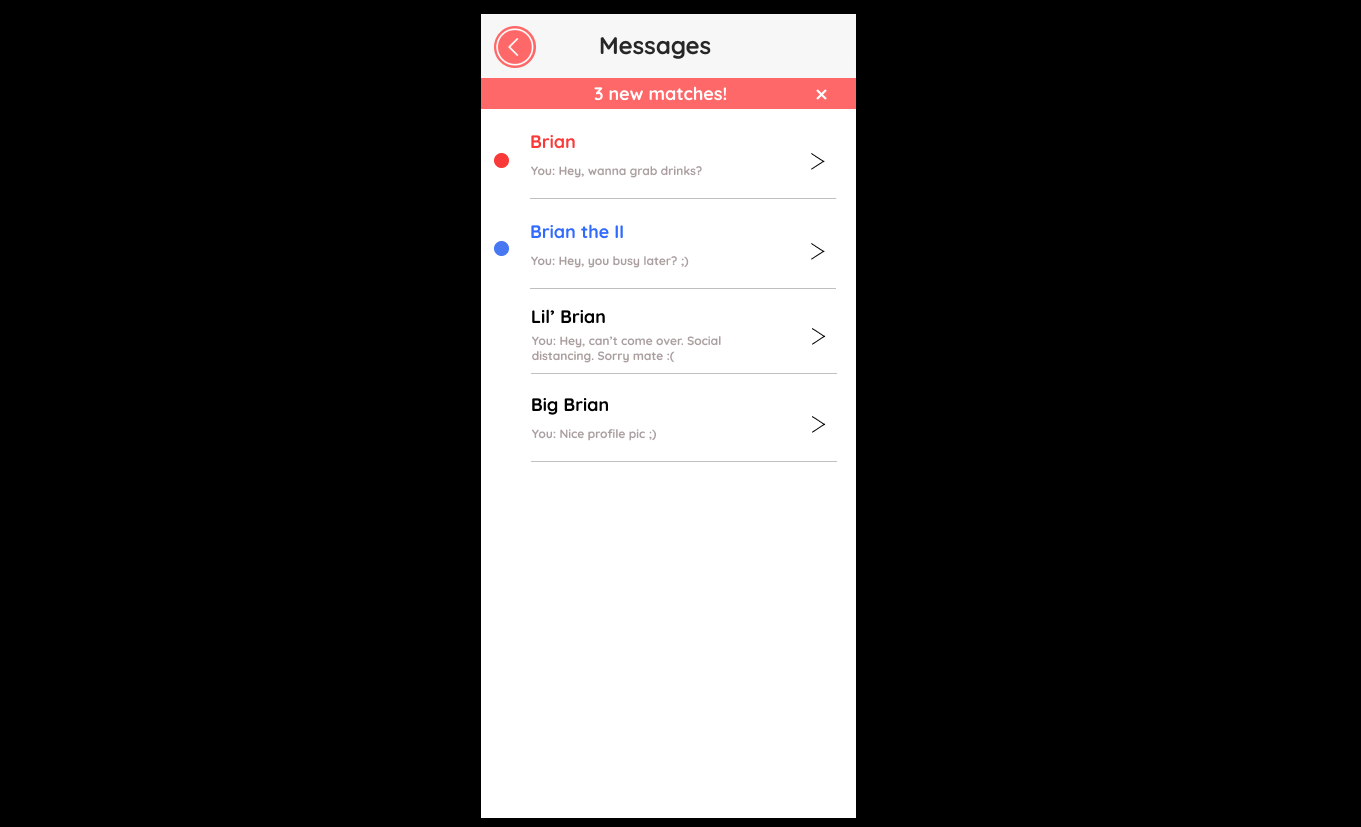 Messages
3 new matches!
Brian
You: Hey, wanna grab drinks?
Brian the II
You: Hey, you busy later? ;)
Lil’ Brian
You: Hey, can’t come over. Social
distancing. Sorry mate :(
Big Brian
You: Nice profile pic ;)